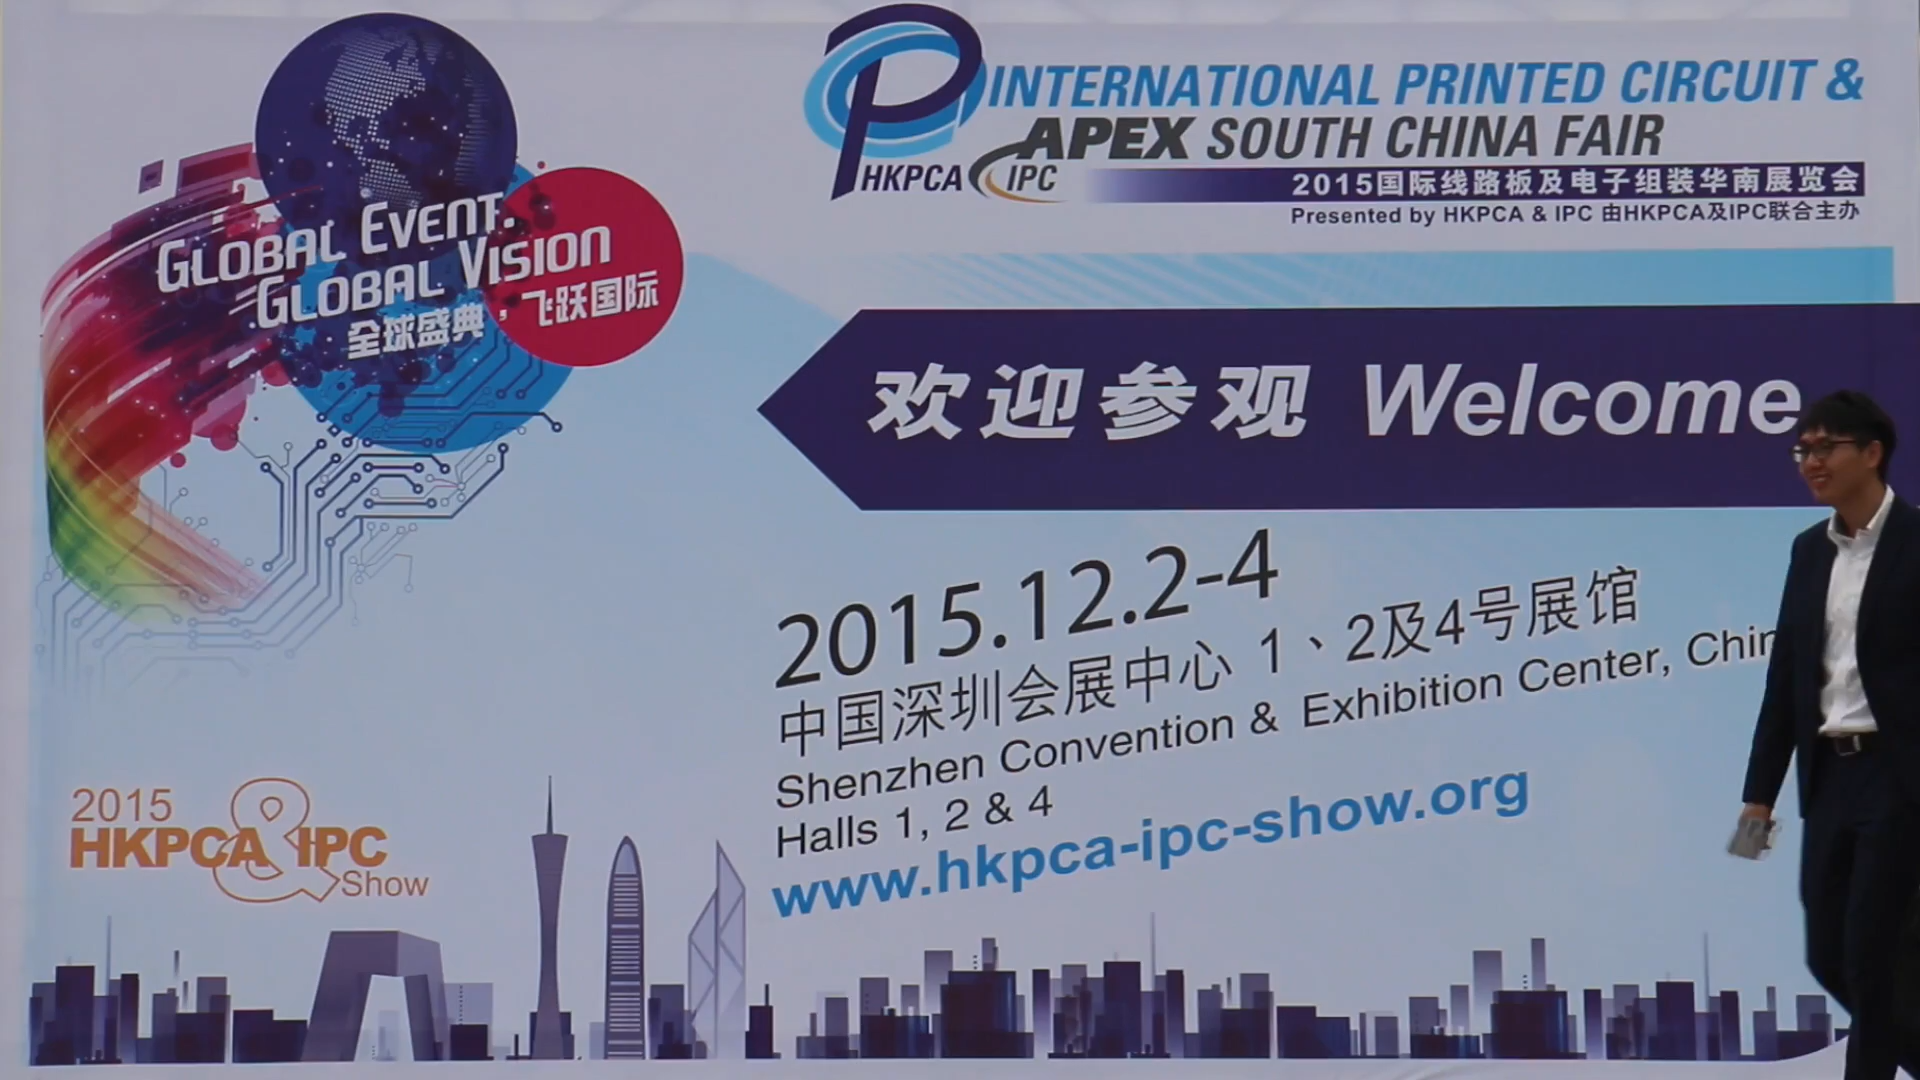 GLOBAL EVENT.
GLOBAL VISION
全球盛典，飞跃国际
INTERNATIONAL PRINTED CIRCUIT &
APEX SOUTH CHINA FAIR
HKPCA IPC
2015国际线路板及电子组装华南展览会
Presented by HKPCA & IPC 由HKPCA及IPC联合主办
欢迎参观 Welcome
2015.12.2-4
中国深圳会展中心 1、2及4号展馆
Shenzhen Convention & Exhibition Center,
Halls 1, 2 & 4
www.hkpca-ipc-show.org
2015
HKPCA & IPC
Show